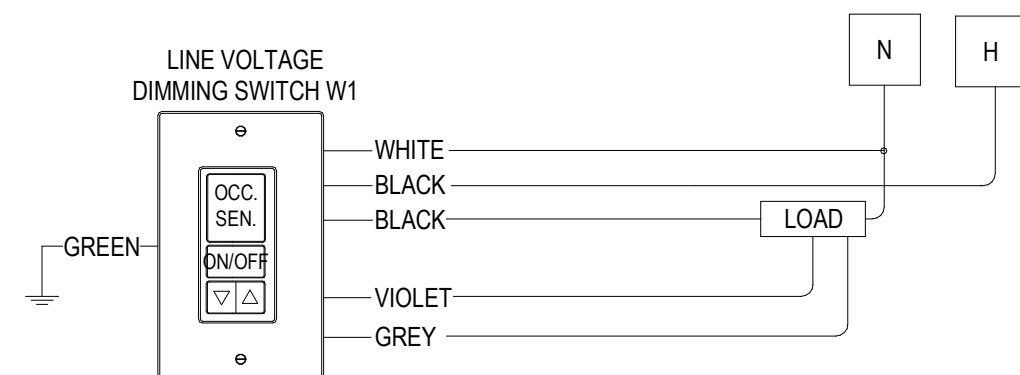 LINE VOLTAGE
DIMMING SWITCH W1
N
H
WHITE
BLACK
OCC.
SEN.
BLACK
LOAD
GREEN
ON/OFF
VIOLET
GREY